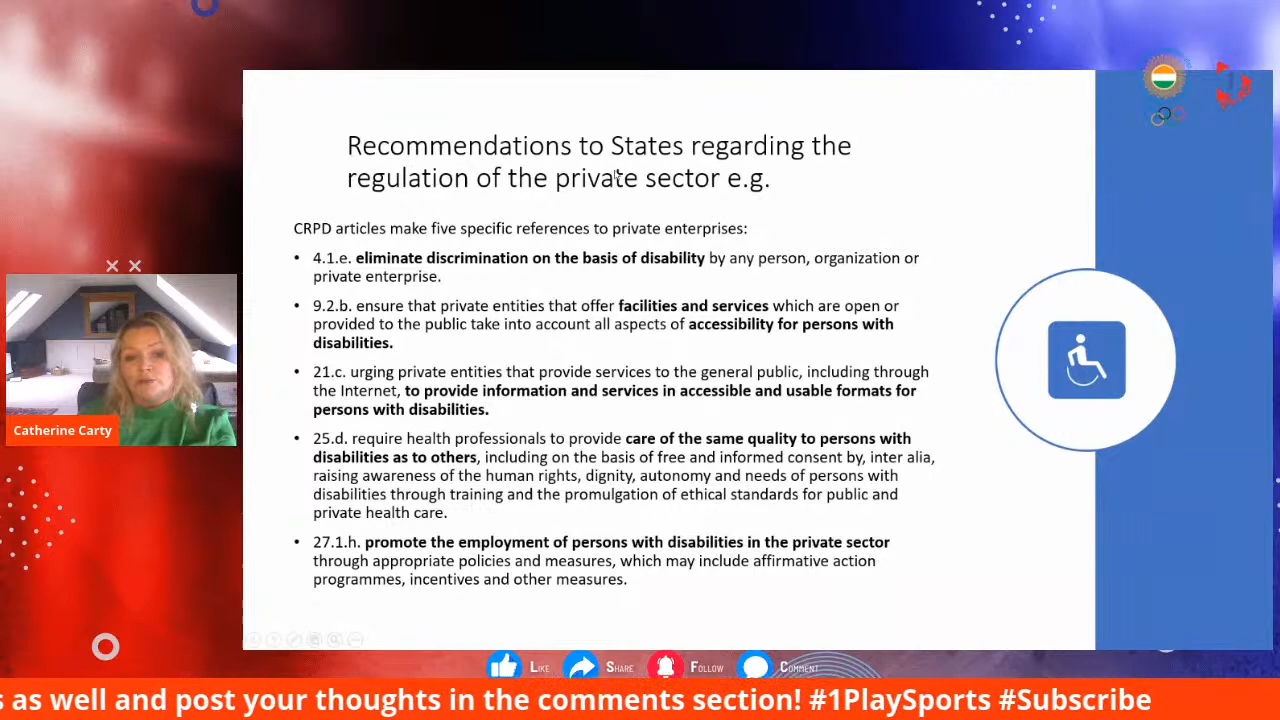 Recommendations to States regarding the
regulation of the private sector e.g.
CRPD articles make five specific references to private enterprises:
• 4.1.e. eliminate discrimination on the basis of disability by any person, organization or
private enterprise.
• 9.2.b. ensure that private entities that offer facilities and services which are open or
provided to the public take into account all aspects of accessibility for persons with
disabilities.
• 21.c. urging private entities that provide services to the general public, including through
the Internet, to provide information and services in accessible and usable formats for
persons with disabilities.
• 25.d. require health professionals to provide care of the same quality to persons with
disabilities as to others, including on the basis of free and informed consent by, inter alia,
raising awareness of the human rights, dignity, autonomy and needs of persons with
disabilities through training and the promulgation of ethical standards for public and
private health care.
• 27.1.h. promote the employment of persons with disabilities in the private sector
through appropriate policies and measures, which may include affirmative action
programmes, incentives and other measures.
Catherine Carty
Like Share Follow Comment
s as well and post your thoughts in the comments section! #1PlaySports #Subscribe